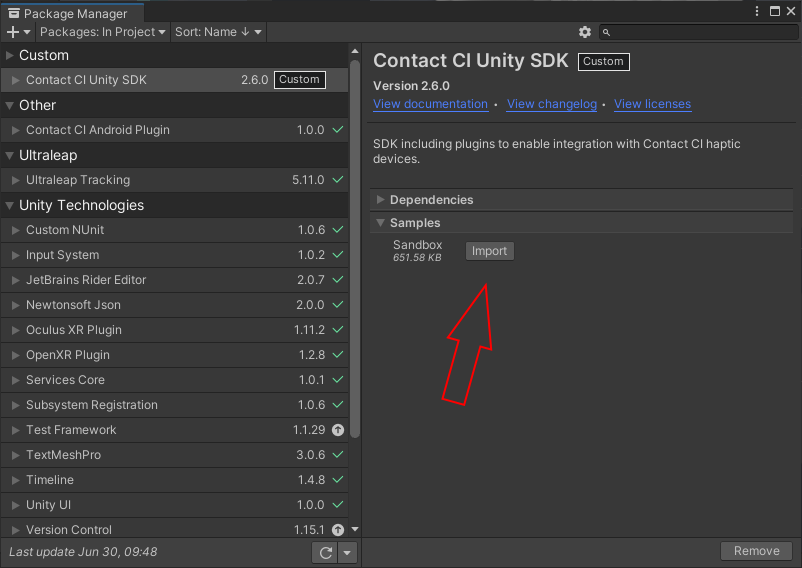 Package Manager
Packages: In Project Sort: Name
Custom
Contact CI Unity SDK 2.6.0 Custom
Other
Contact CI Android Plugin 1.0.0
Ultraleap
Ultraleap Tracking 5.11.0
Unity Technologies
Custom NUnit 1.0.6
Input System 1.0.2
JetBrains Rider Editor 2.0.7
Newtonsoft Json 2.0.0
Oculus XR Plugin 1.11.2
OpenXR Plugin 1.2.8
Services Core 1.0.1
Subsystem Registration 1.0.6
Test Framework 1.1.29
TextMeshPro 3.0.6
Timeline 1.4.8
Unity UI 1.0.0
Version Control 1.15.1
Last update Jun 30, 09:48
Contact CI Unity SDK Custom
Version 2.6.0
View documentation • View changelog • View licenses
SDK including plugins to enable integration with Contact CI haptic
devices.
Dependencies
Samples
Sandbox Import
651.58 KB
Remove